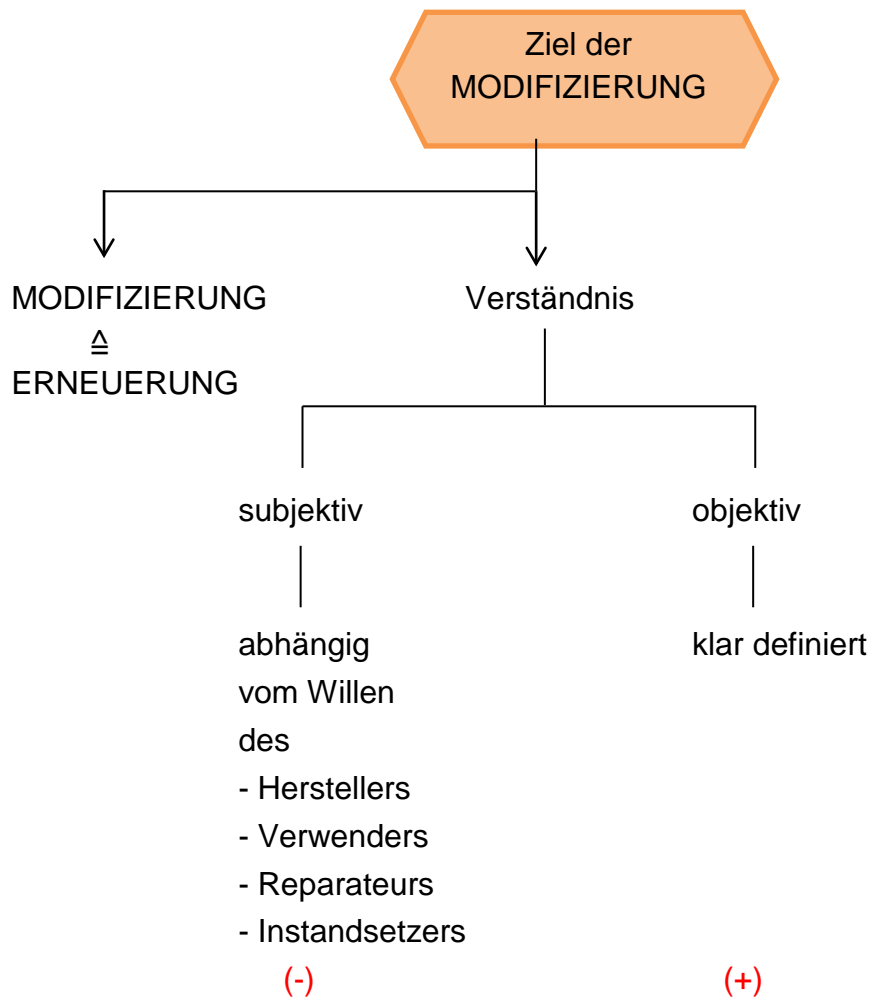 Ziel der
MODIFIZIERUNG
MODIFIZIERUNG
≙
ERNEUERUNG
Verständnis
subjektiv
abhängig
vom Willen
des
- Herstellers
- Verwenders
- Reparateurs
- Instandsetzers
(-)
objektiv
klar definiert
(+)